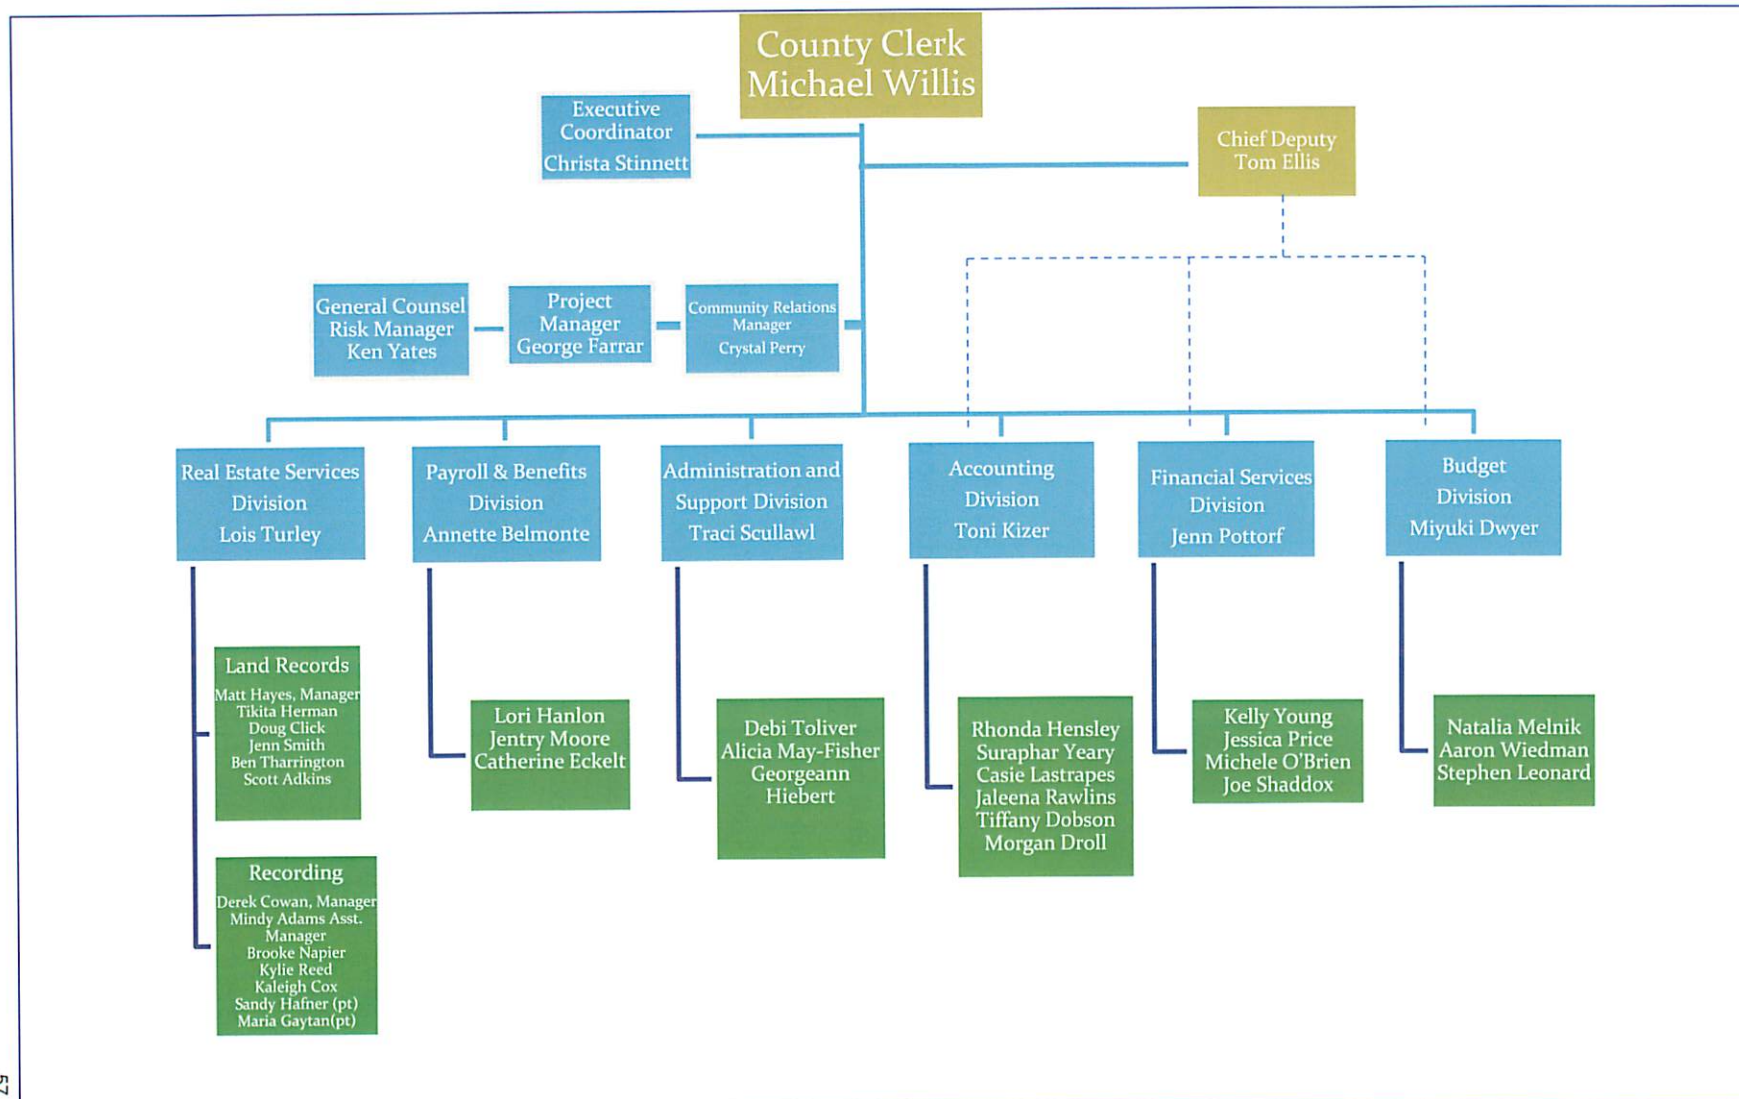 County Clerk
Michael Willis
Executive
Coordinator
Christa Stinnett
Chief Deputy
Tom Ellis
General Counsel
Risk Manager
Ken Yates
Project
Manager
George Farrar
Community Relations
Manager
Crystal Perry
Real Estate Services
Division
Lois Turley
Payroll & Benefits
Division
Annette Belmonte
Administration and
Support Division
Traci Scullawl
Accounting
Division
Toni Kizer
Financial Services
Division
Jenn Pottorf
Budget
Division
Miyuki Dwyer
Land Records
Matt Hayes, Manager
Tikita Herman
Doug Click
Jenn Smith
Ben Tharrington
Scott Adkins
Lori Hanlon
Jentry Moore
Catherine Eckelt
Debi Toliver
Alicia May-Fisher
Georgeann
Hiebert
Rhonda Hensley
Suraphar Yeary
Casie Lastrapes
Jaleena Rawlins
Tiffany Dobson
Morgan Droll
Kelly Young
Jessica Price
Michele O'Brien
Joe Shaddox
Natalia Melnik
Aaron Wiedman
Stephen Leonard
Recording
Derek Cowan, Manager
Mindy Adams Asst.
Manager
Brooke Napier
Kylie Reed
Kaleigh Cox
Sandy Hafner (pt)
Maria Gaytan(pt)
57